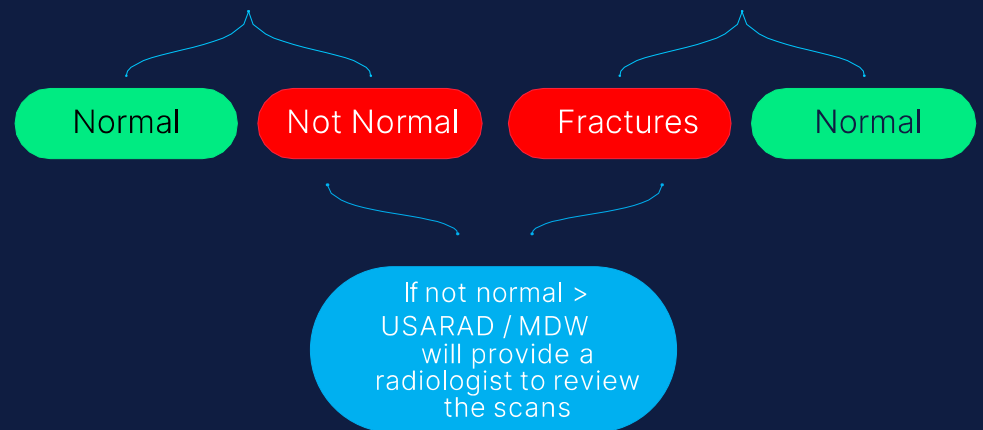 Normal
Not Normal
Fractures
Normal
If not normal >
USARAD / MDW
will provide a
radiologist to review
the scans